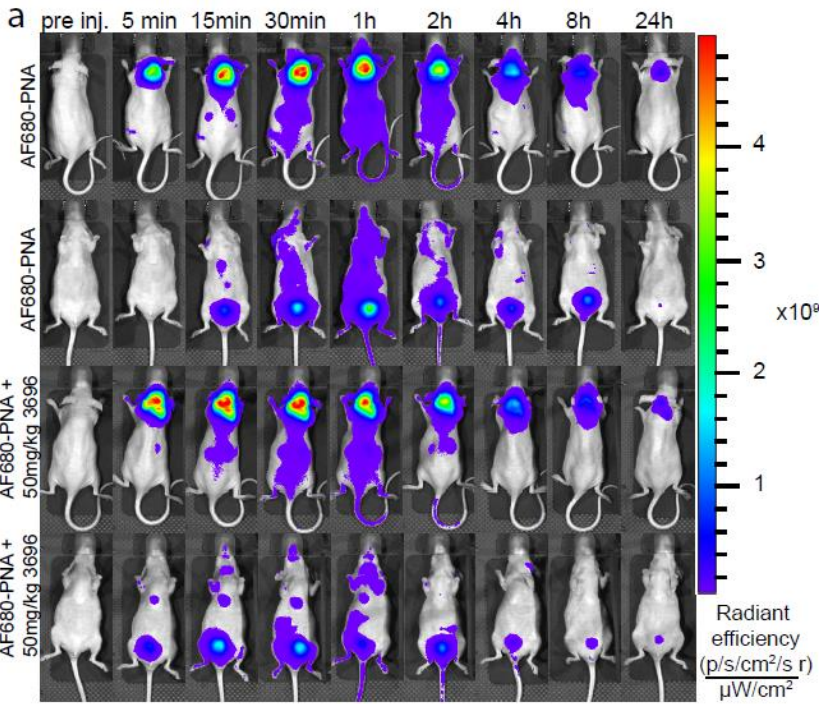 a
pre inj. 5 min 15min 30min 1h 2h 4h 8h 24h
AF680-PNA
AF680-PNA
AF680-PNA +
50mg/kg 3696
AF680-PNA +
50mg/kg 3696
4
3
x10⁹
2
1
Radiant
efficiency
(p/s/cm²/s r)
µW/cm²